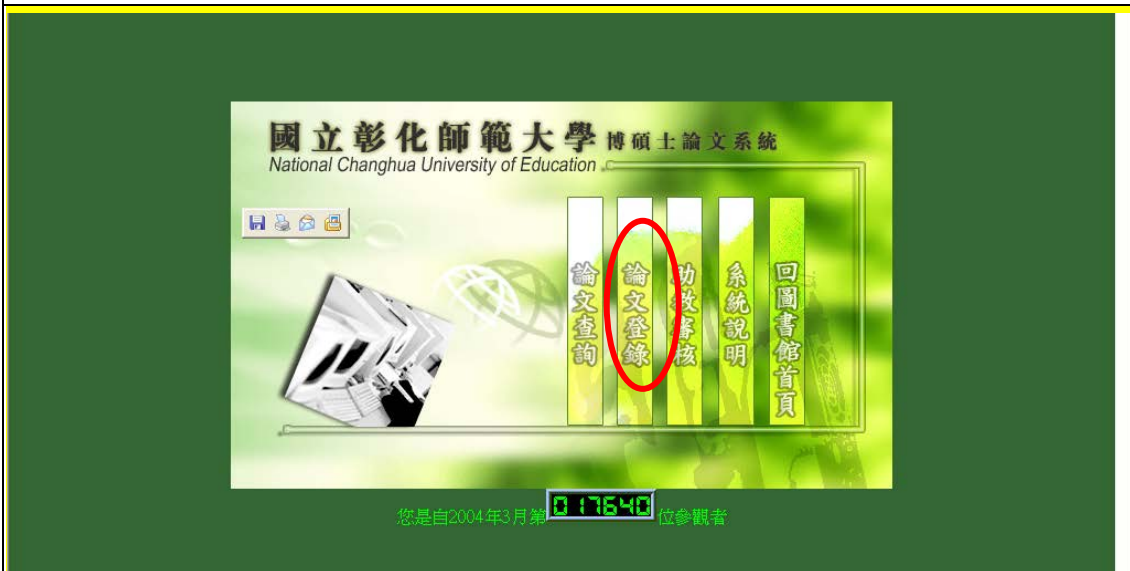 國立彰化師範大學 博碩士論文系統
National Changhua University of Education
論文查詢
論文登錄
助教審核
系統說明
回圖書館首頁
您是自2004年3月第 017640 位參觀者